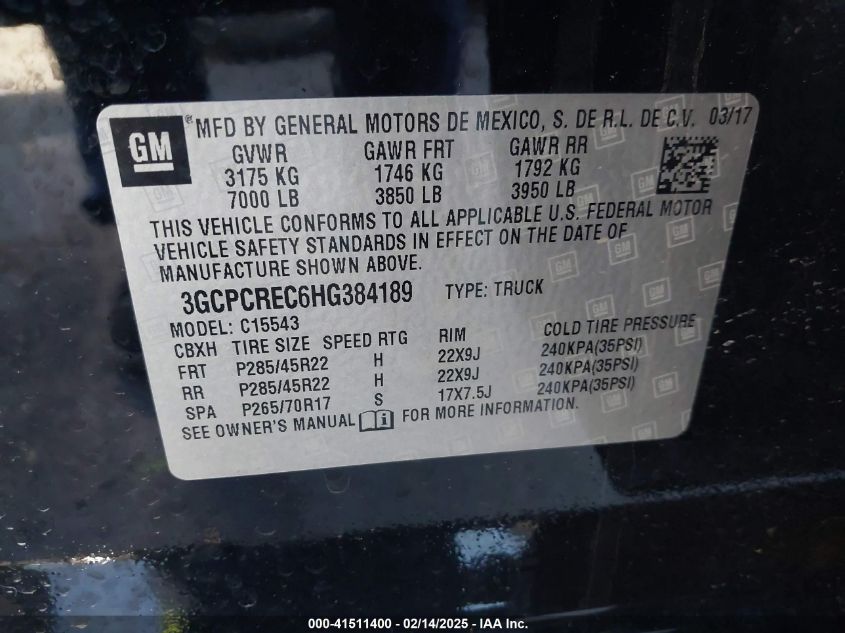 GM ® MFD BY GENERAL MOTORS DE MEXICO, S. DE R.L. DE C.V. 03/17
GVWR GAWR FRT GAWR RR
3175 KG 1746 KG 1792 KG
7000 LB 3850 LB 3950 LB
THIS VEHICLE CONFORMS TO ALL APPLICABLE U.S. FEDERAL MOTOR
VEHICLE SAFETY STANDARDS IN EFFECT ON THE DATE OF
MANUFACTURE SHOWN ABOVE.
3GCPCREC6HG384189 TYPE: TRUCK
MODEL: C15543
CBXH TIRE SIZE SPEED RTG RIM COLD TIRE PRESSURE
FRT P285/45R22 H 22X9J 240KPA(35PSI)
RR P285/45R22 H 22X9J 240KPA(35PSI)
SPA P265/70R17 S 17X7.5J 240KPA(35PSI)
SEE OWNER'S MANUAL FOR MORE INFORMATION.
000-41511400 - 02/14/2025 - IAA Inc.